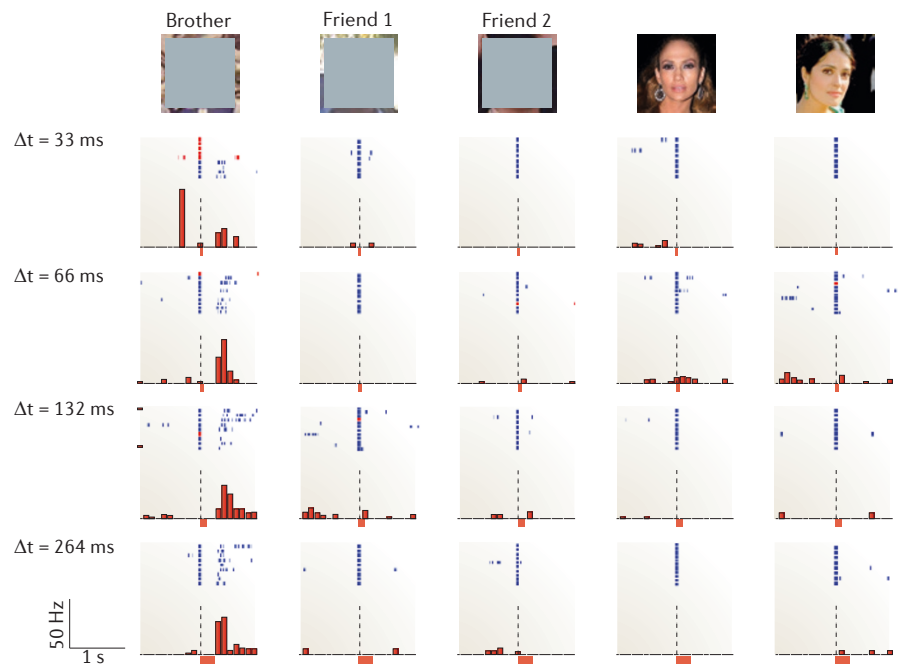 Brother Friend 1 Friend 2
Δt = 33 ms
Δt = 66 ms
Δt = 132 ms
Δt = 264 ms
50 Hz
1 s